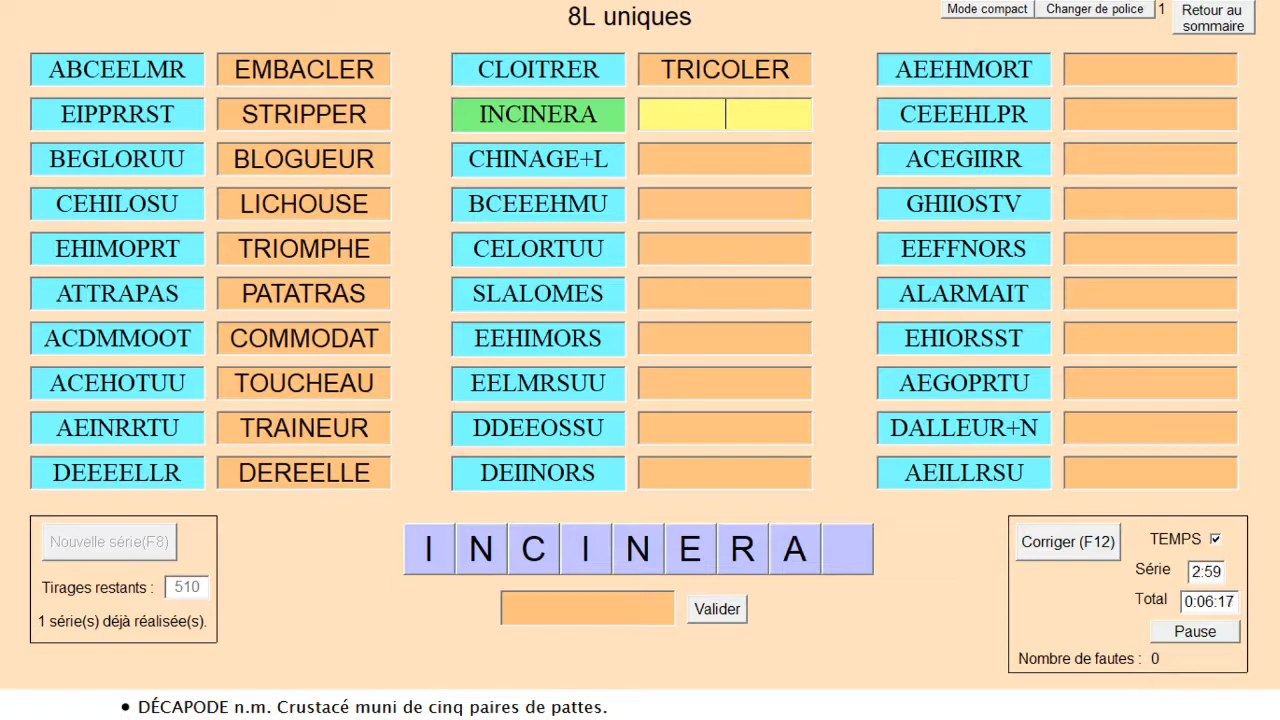 8L uniques
Mode compact
Changer de police
1
Retour au sommaire
ABCEELMR EMBACLER CLOITRER TRICOLER AEEHMORT
EIPPRRST STRIPPER INCINERA CEEEHLPR
BEGLORUU BLOGUEUR CHINAGE+L ACEGIIRR
CEHILOSU LICHOUSE BCEEEHMU GHIIOSTV
EHIMOPRT TRIOMPHE CELORTUU EEFFNORS
ATTRAPAS PATATRAS SLALOMES ALARMAIT
ACDMMOOT COMMODAT EEHIMORS EHIORSST
ACEHOTUU TOUCHEAU EELMRSUU AEGOPRTU
AEINRRTU TRAINEUR DDEEOSSU DALLEUR+N
DEEEELLR DEREELLE DEIINORS AEILLRSU
Nouvelle série(F8)
Tirages restants : 510
1 série(s) déjà réalisée(s).
I N C I N E R A
Valider
Corriger (F12)
TEMPS
Série 2:59
Total 0:06:17
Pause
Nombre de fautes : 0
• DÉCAPODE n.m. Crustacé muni de cinq paires de pattes.